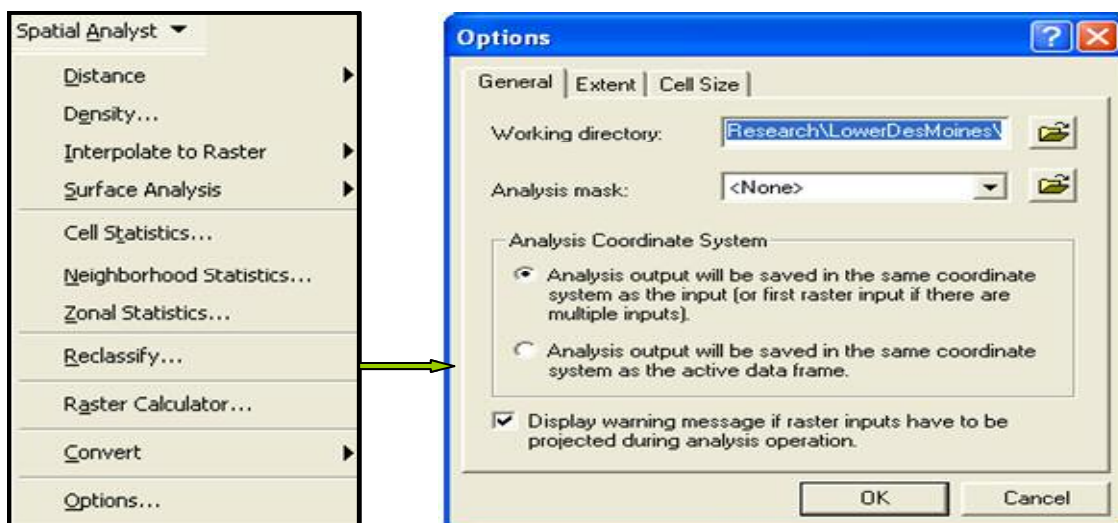 Spatial Analyst
Distance
Density...
Interpolate to Raster
Surface Analysis
Cell Statistics...
Neighborhood Statistics...
Zonal Statistics...
Reclassify...
Raster Calculator...
Convert
Options...
Options
General
Extent
Cell Size
Working directory:
Research\LowerDesMoines\
Analysis mask:
<None>
Analysis Coordinate System
Analysis output will be saved in the same coordinate
system as the input (or first raster input if there are
multiple inputs).
Analysis output will be saved in the same coordinate
system as the active data frame.
Display warning message if raster inputs have to be
projected during analysis operation.
OK
Cancel